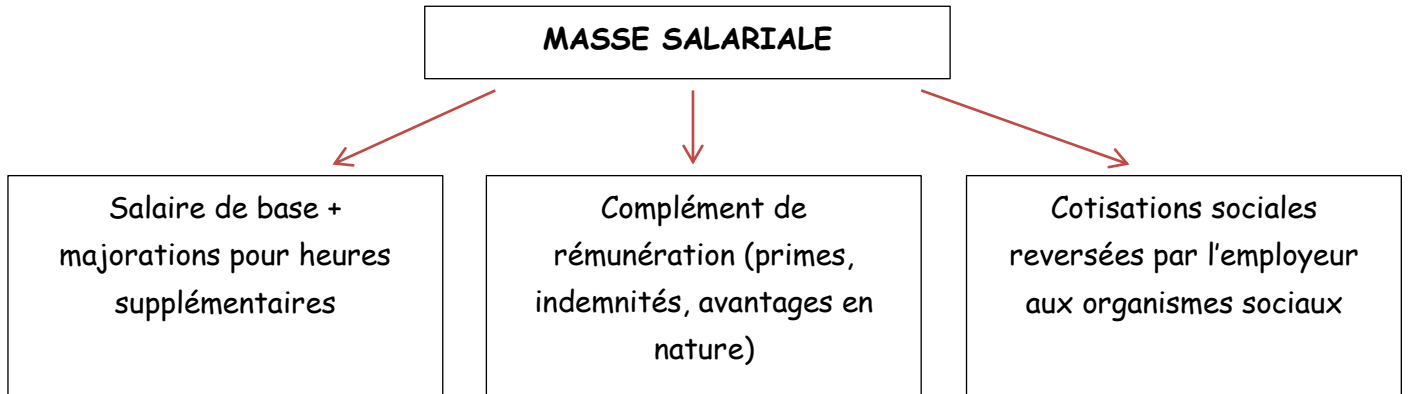 MASSE SALARIALE
Salaire de base +
majorations pour heures
supplémentaires
Complément de
rémunération (primes,
indemnités, avantages en
nature)
Cotisations sociales
reversées par l’employeur
aux organismes sociaux